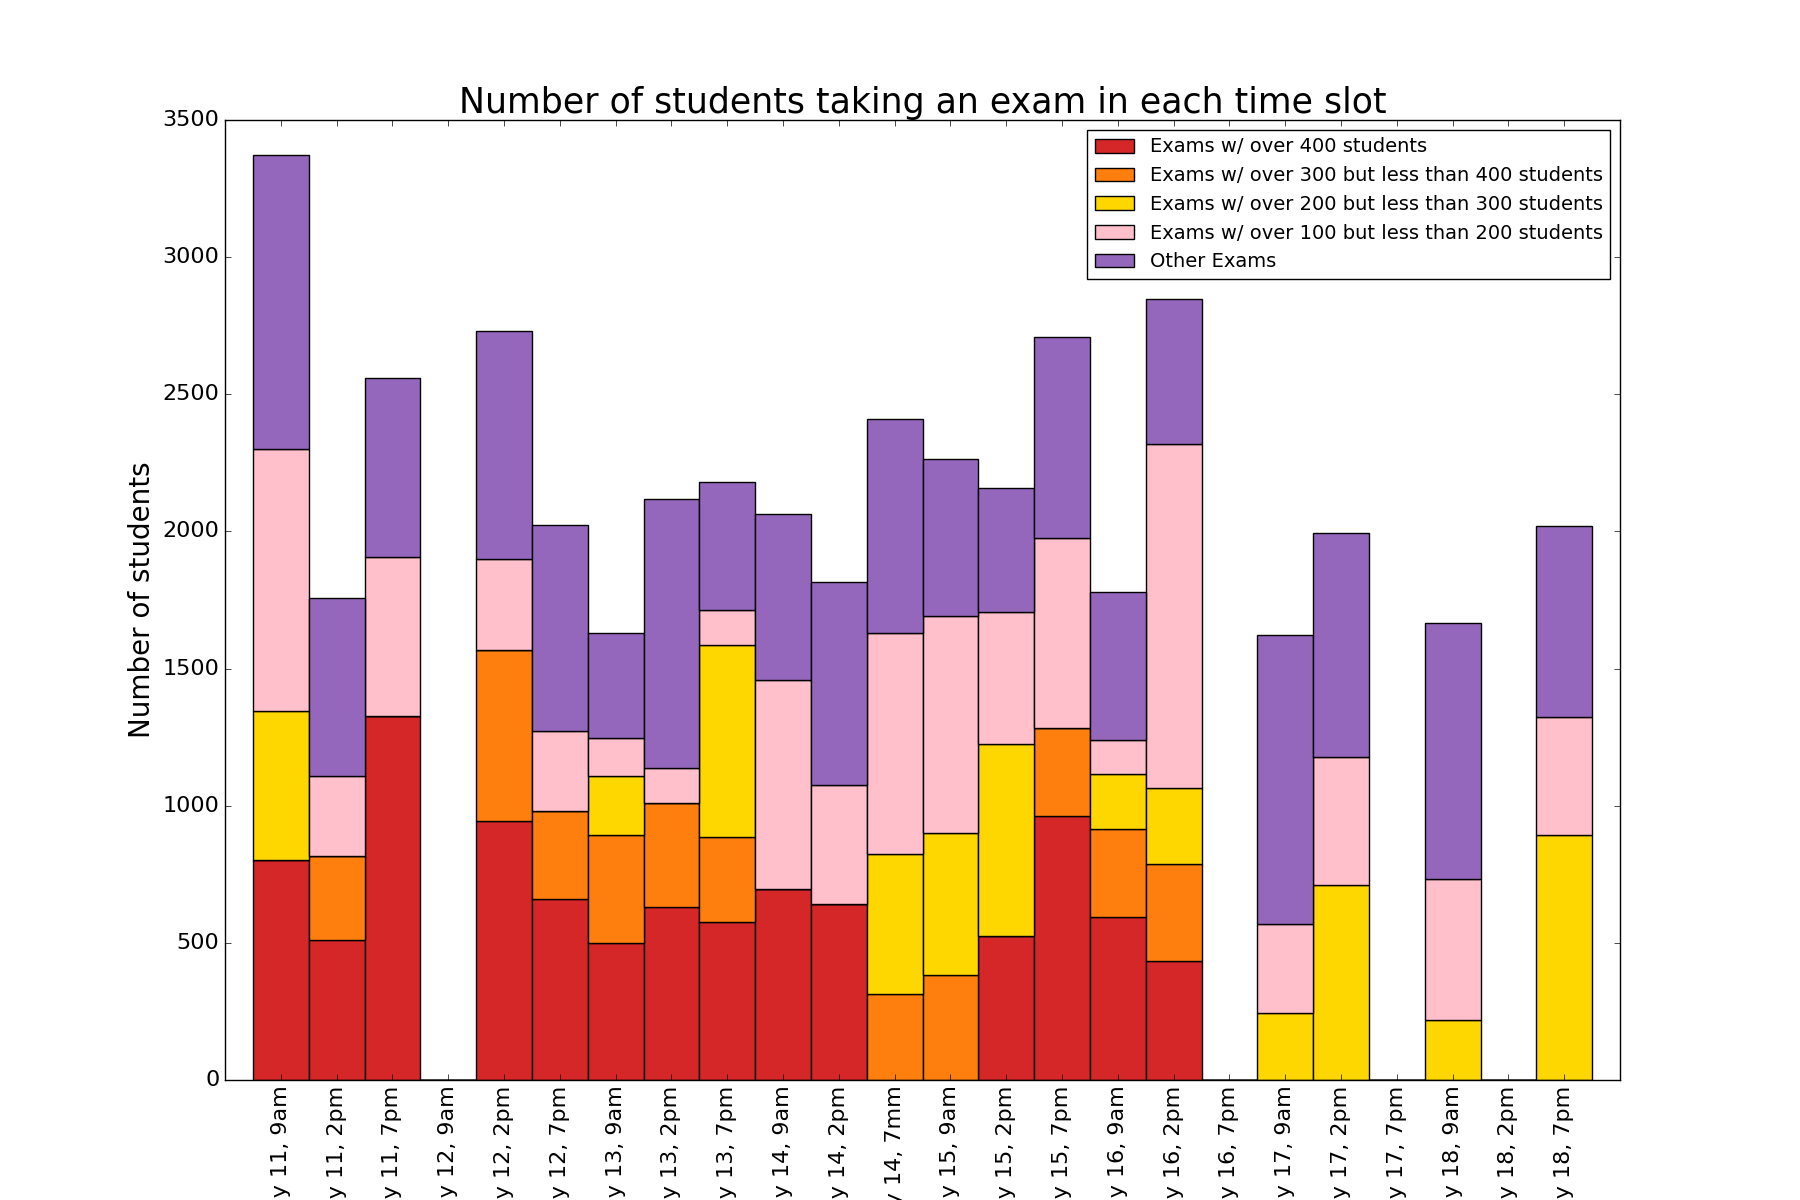 Number of students taking an exam in each time slot
3500
3000
2500
2000
1500
1000
500
0
Number of students
Exams w/ over 400 students
Exams w/ over 300 but less than 400 students
Exams w/ over 200 but less than 300 students
Exams w/ over 100 but less than 200 students
Other Exams
y 11, 9am
y 11, 2pm
y 11, 7pm
y 12, 9am
y 12, 2pm
y 12, 7pm
y 13, 9am
y 13, 2pm
y 13, 7pm
y 14, 9am
y 14, 2pm
y 14, 7mm
y 15, 9am
y 15, 2pm
y 15, 7pm
y 16, 9am
y 16, 2pm
y 16, 7pm
y 17, 9am
y 17, 2pm
y 17, 7pm
y 18, 9am
y 18, 2pm
y 18, 7pm